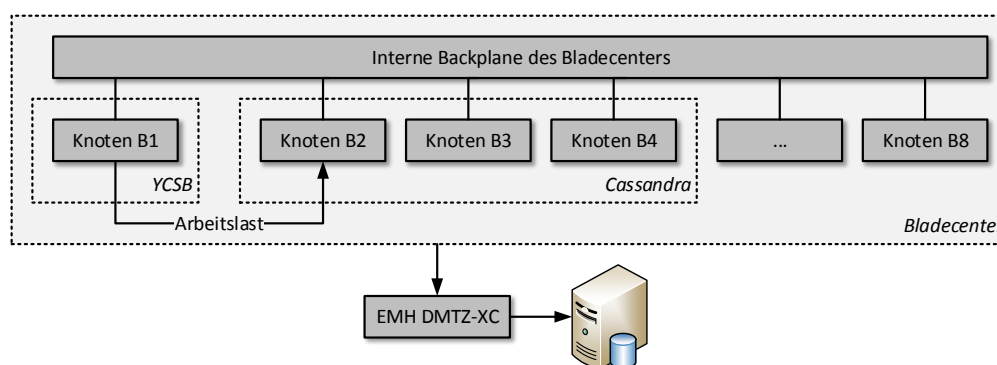 Interne Backplane des Bladecenters
Knoten B1
Knoten B2
Knoten B3
Knoten B4
...
Knoten B8
YCSB
Cassandra
Arbeitslast
Bladecente
EMH DMTZ-XC